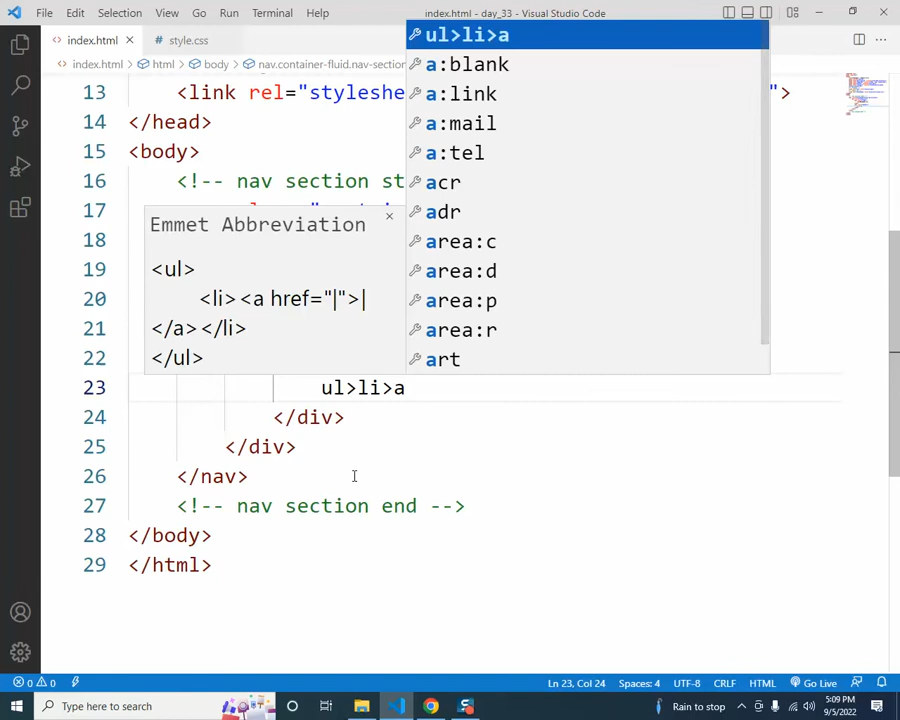 File Edit Selection View Go Run Terminal Help
index.html - day_33 - Visual Studio Code
index.html
style.css
index.html > html > body > nav.container-fluid.nav-section
ul>li>a
a:blank
a:link
a:mail
a:tel
acr
adr
area:c
area:d
area:p
area:r
art
Emmet Abbreviation
<ul>
<li><a href="|">|
</a></li>
</ul>
13 <link rel="styleshe ">
14 </head>
15 <body>
16 <!-- nav section st
17
18
19
20
21
22
23 ul>li>a
24 </div>
25 </div>
26 </nav>
27 <!-- nav section end -->
28 </body>
29 </html>
0 0
Ln 23, Col 24 Spaces: 4 UTF-8 CRLF HTML Go Live
Type here to search
Rain to stop
5:09 PM
9/5/2022